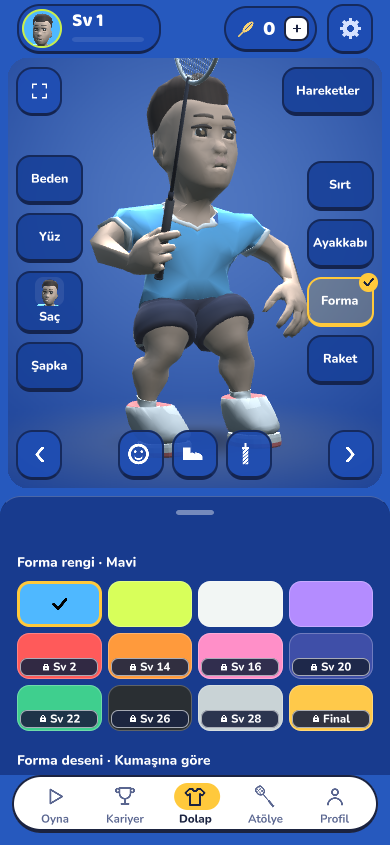 Sv 1
0
+
Hareketler
Beden
Sırt
Yüz
Ayakkabı
Saç
Forma
Şapka
Raket
Forma rengi · Mavi
Sv 2
Sv 14
Sv 16
Sv 20
Sv 22
Sv 26
Sv 28
Final
Forma deseni · Kumaşına göre
Oyna
Kariyer
Dolap
Atölye
Profil